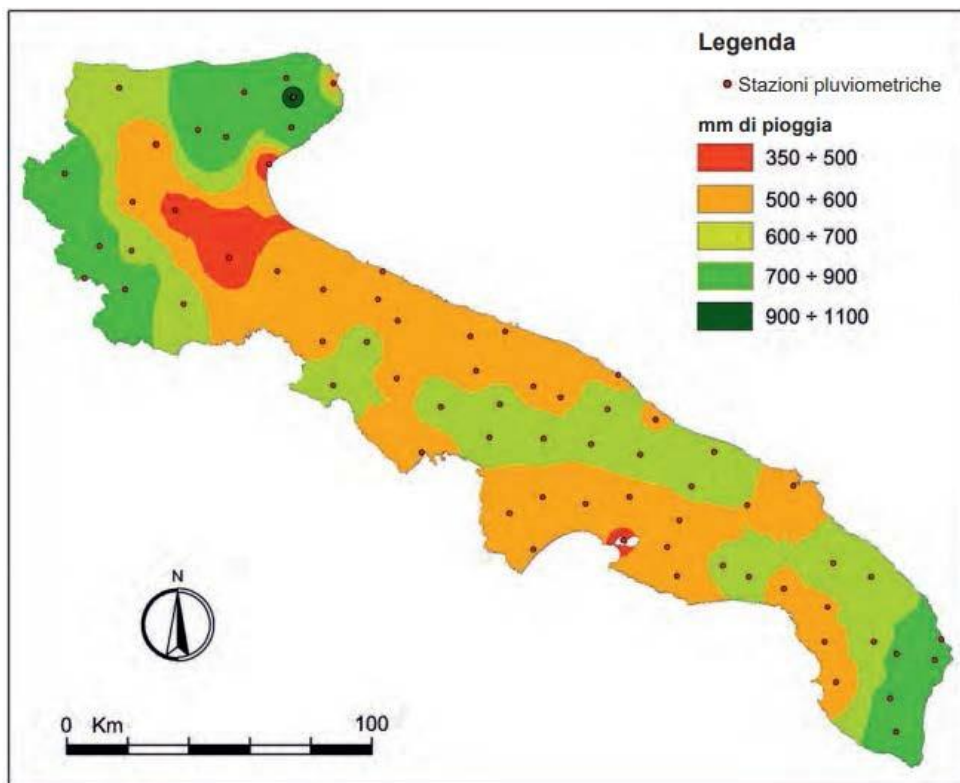 Legenda
Stazioni pluviometriche
mm di pioggia
350 ÷ 500
500 ÷ 600
600 ÷ 700
700 ÷ 900
900 ÷ 1100
N
0 Km 100